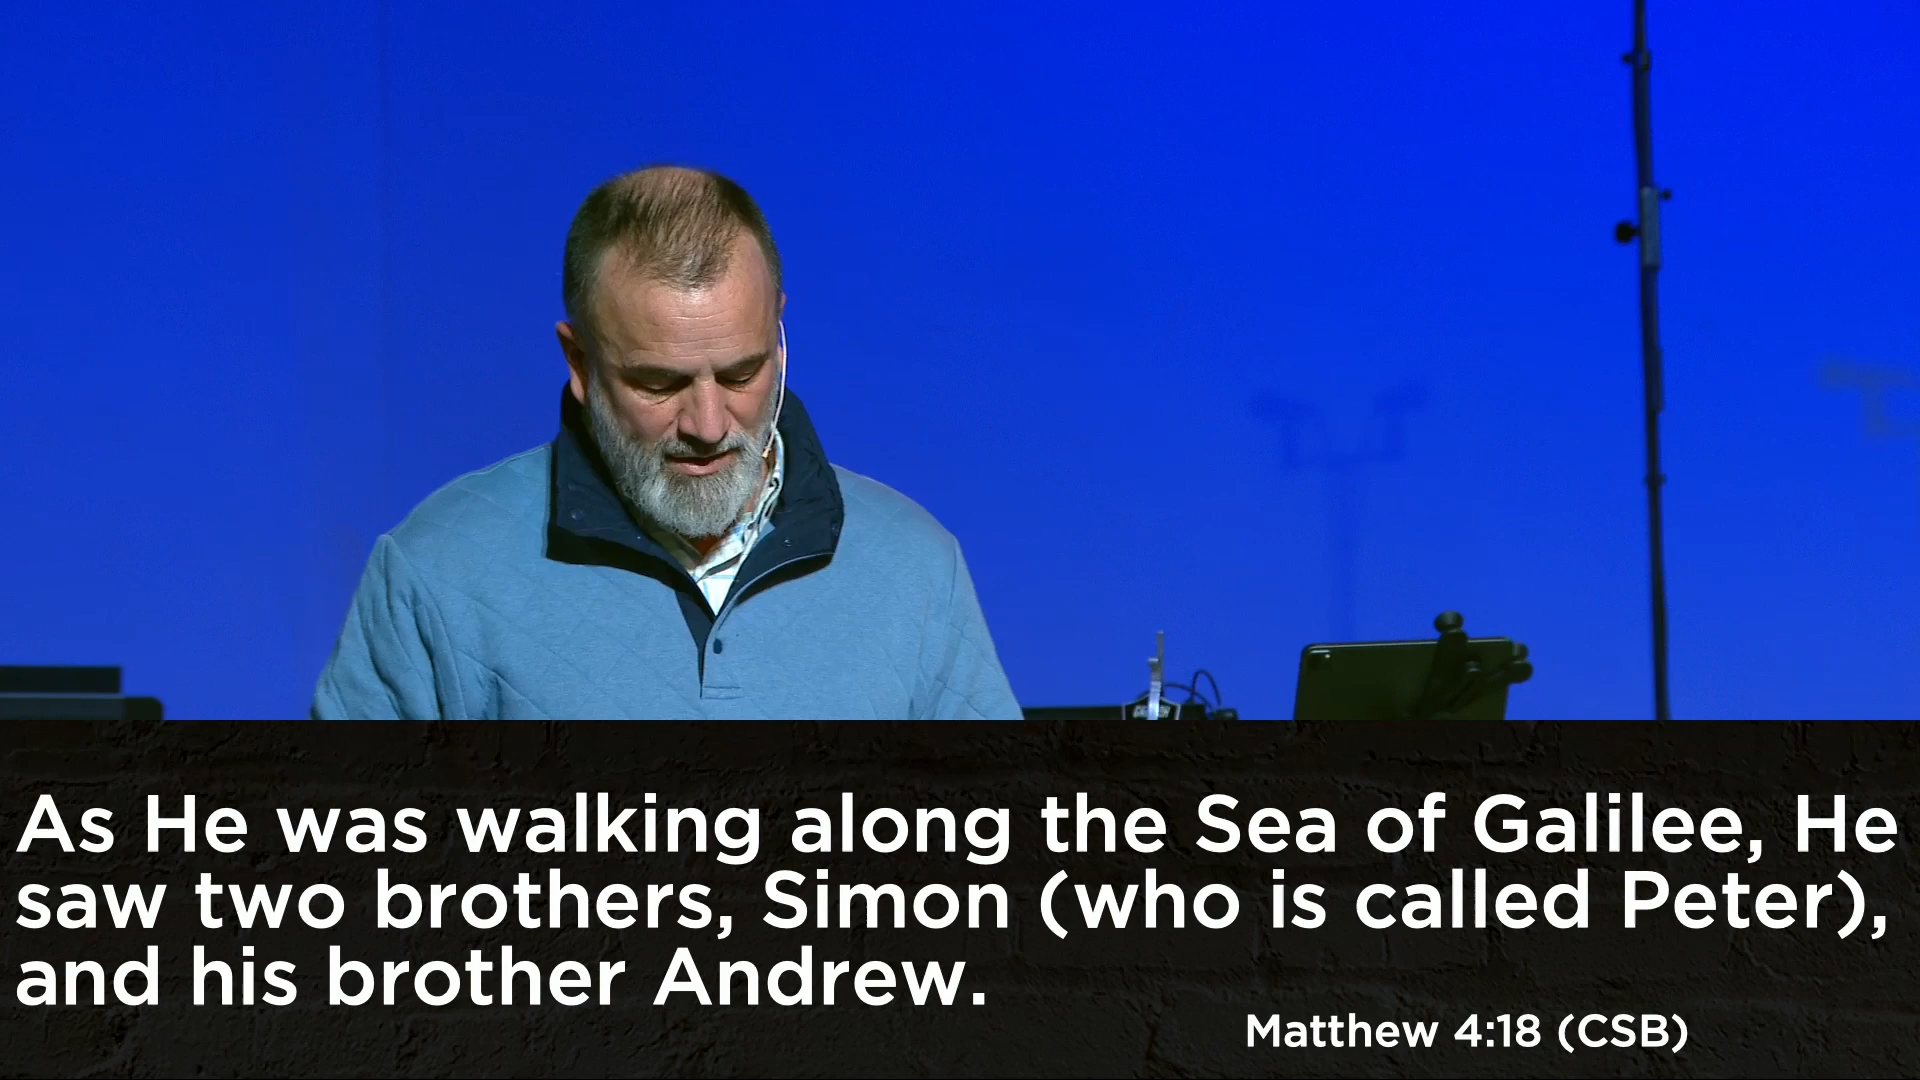 As He was walking along the Sea of Galilee, He
saw two brothers, Simon (who is called Peter),
and his brother Andrew.
Matthew 4:18 (CSB)